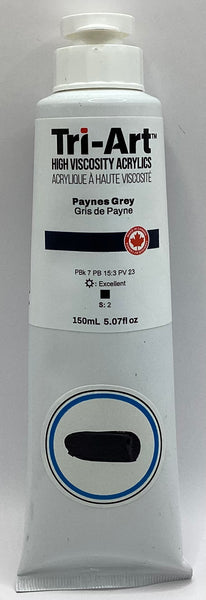 Tri-Art™
HIGH VISCOSITY ACRYLICS
ACRYLIQUE À HAUTE VISCOSITÉ
Paynes Grey
Gris de Payne
PBk 7 PB 15:3 PV 23
: Excellent
S: 2
150mL 5.07fl oz